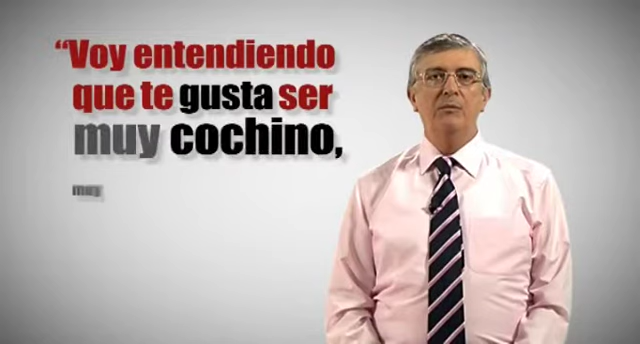 “Voy entendiendo
que te gusta ser
muy cochino,
muy